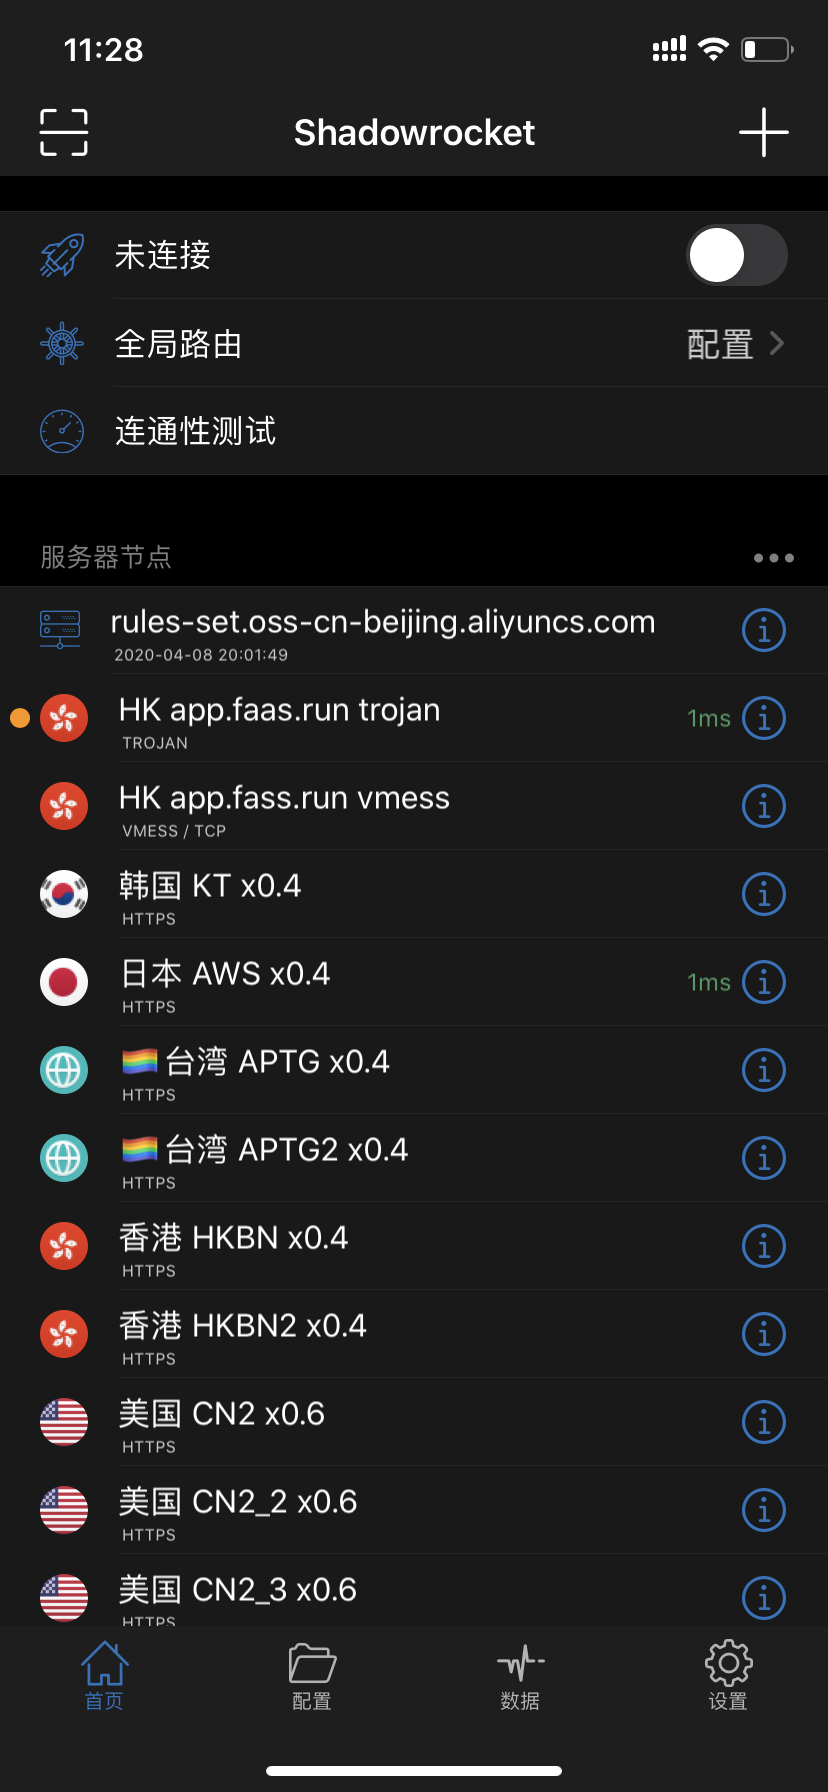 11:28
Shadowrocket
未连接
全局路由 配置
连通性测试
服务器节点
rules-set.oss-cn-beijing.aliyuncs.com
2020-04-08 20:01:49
HK app.faas.run trojan
TROJAN
1ms
HK app.fass.run vmess
VMESS / TCP
韩国 KT x0.4
HTTPS
日本 AWS x0.4
HTTPS
1ms
🏳️‍🌈台湾 APTG x0.4
HTTPS
🏳️‍🌈台湾 APTG2 x0.4
HTTPS
香港 HKBN x0.4
HTTPS
香港 HKBN2 x0.4
HTTPS
美国 CN2 x0.6
HTTPS
美国 CN2_2 x0.6
HTTPS
美国 CN2_3 x0.6
HTTPS
首页 配置 数据 设置